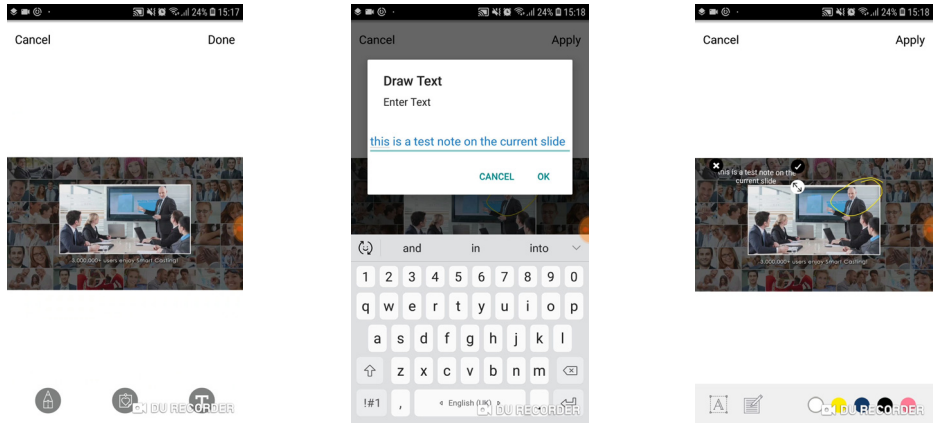 24% 15:17
Cancel Done
3,000,000+ users enjoy Smart Casting!
T
DU RECORDER
24% 15:18
Cancel Apply
Draw Text
Enter Text
this is a test note on the current slide
CANCEL OK
and in into
1 2 3 4 5 6 7 8 9 0
q w e r t y u i o p
a s d f g h j k l
z x c v b n m
!#1 , English (UK) .
DU RECORDER
24% 15:18
Cancel Apply
this is a test note on the
current slide
3,000,000+ users enjoy Smart Casting!
A
DU RECORDER